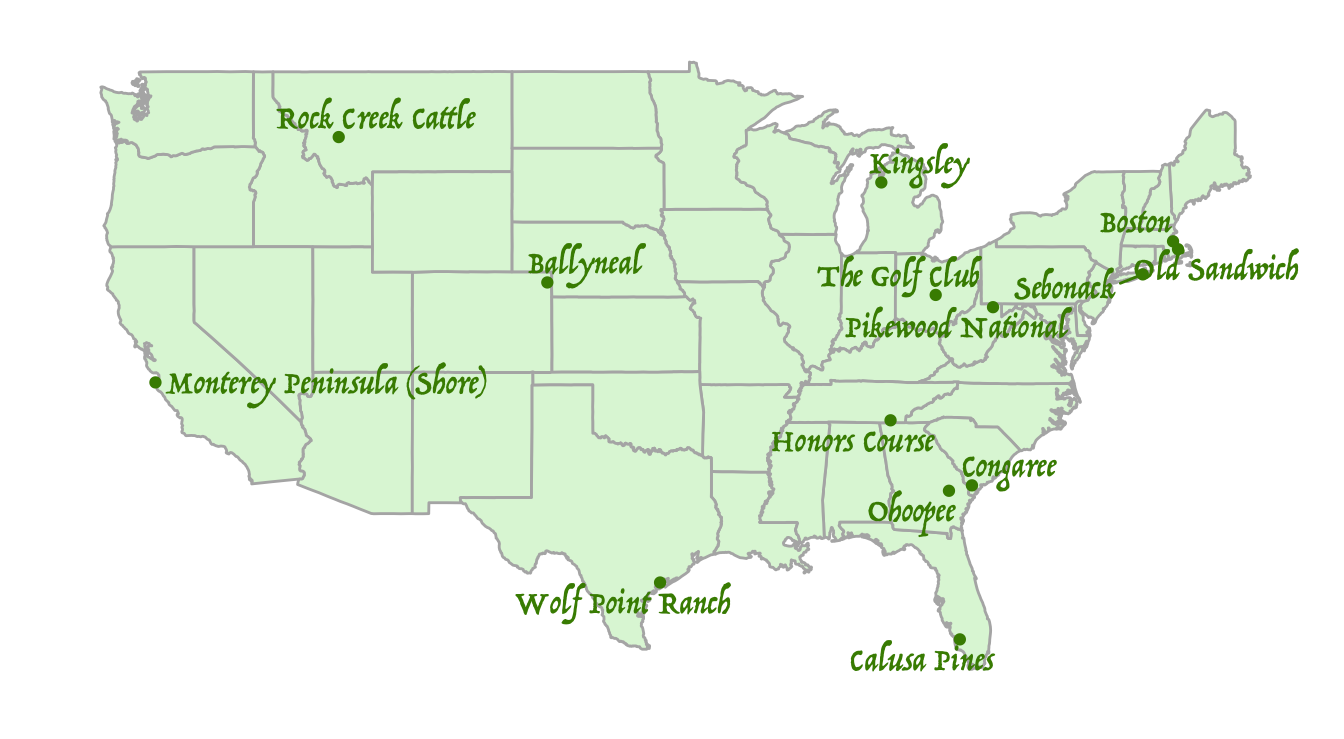 Rock Creek Cattle
Kingsley
Boston
Ballyneal
Old Sandwich
The Golf Club
Sebonack
Pikewood National
Monterey Peninsula (Shore)
Honors Course
Congaree
Ohoopee
Wolf Point Ranch
Calusa Pines